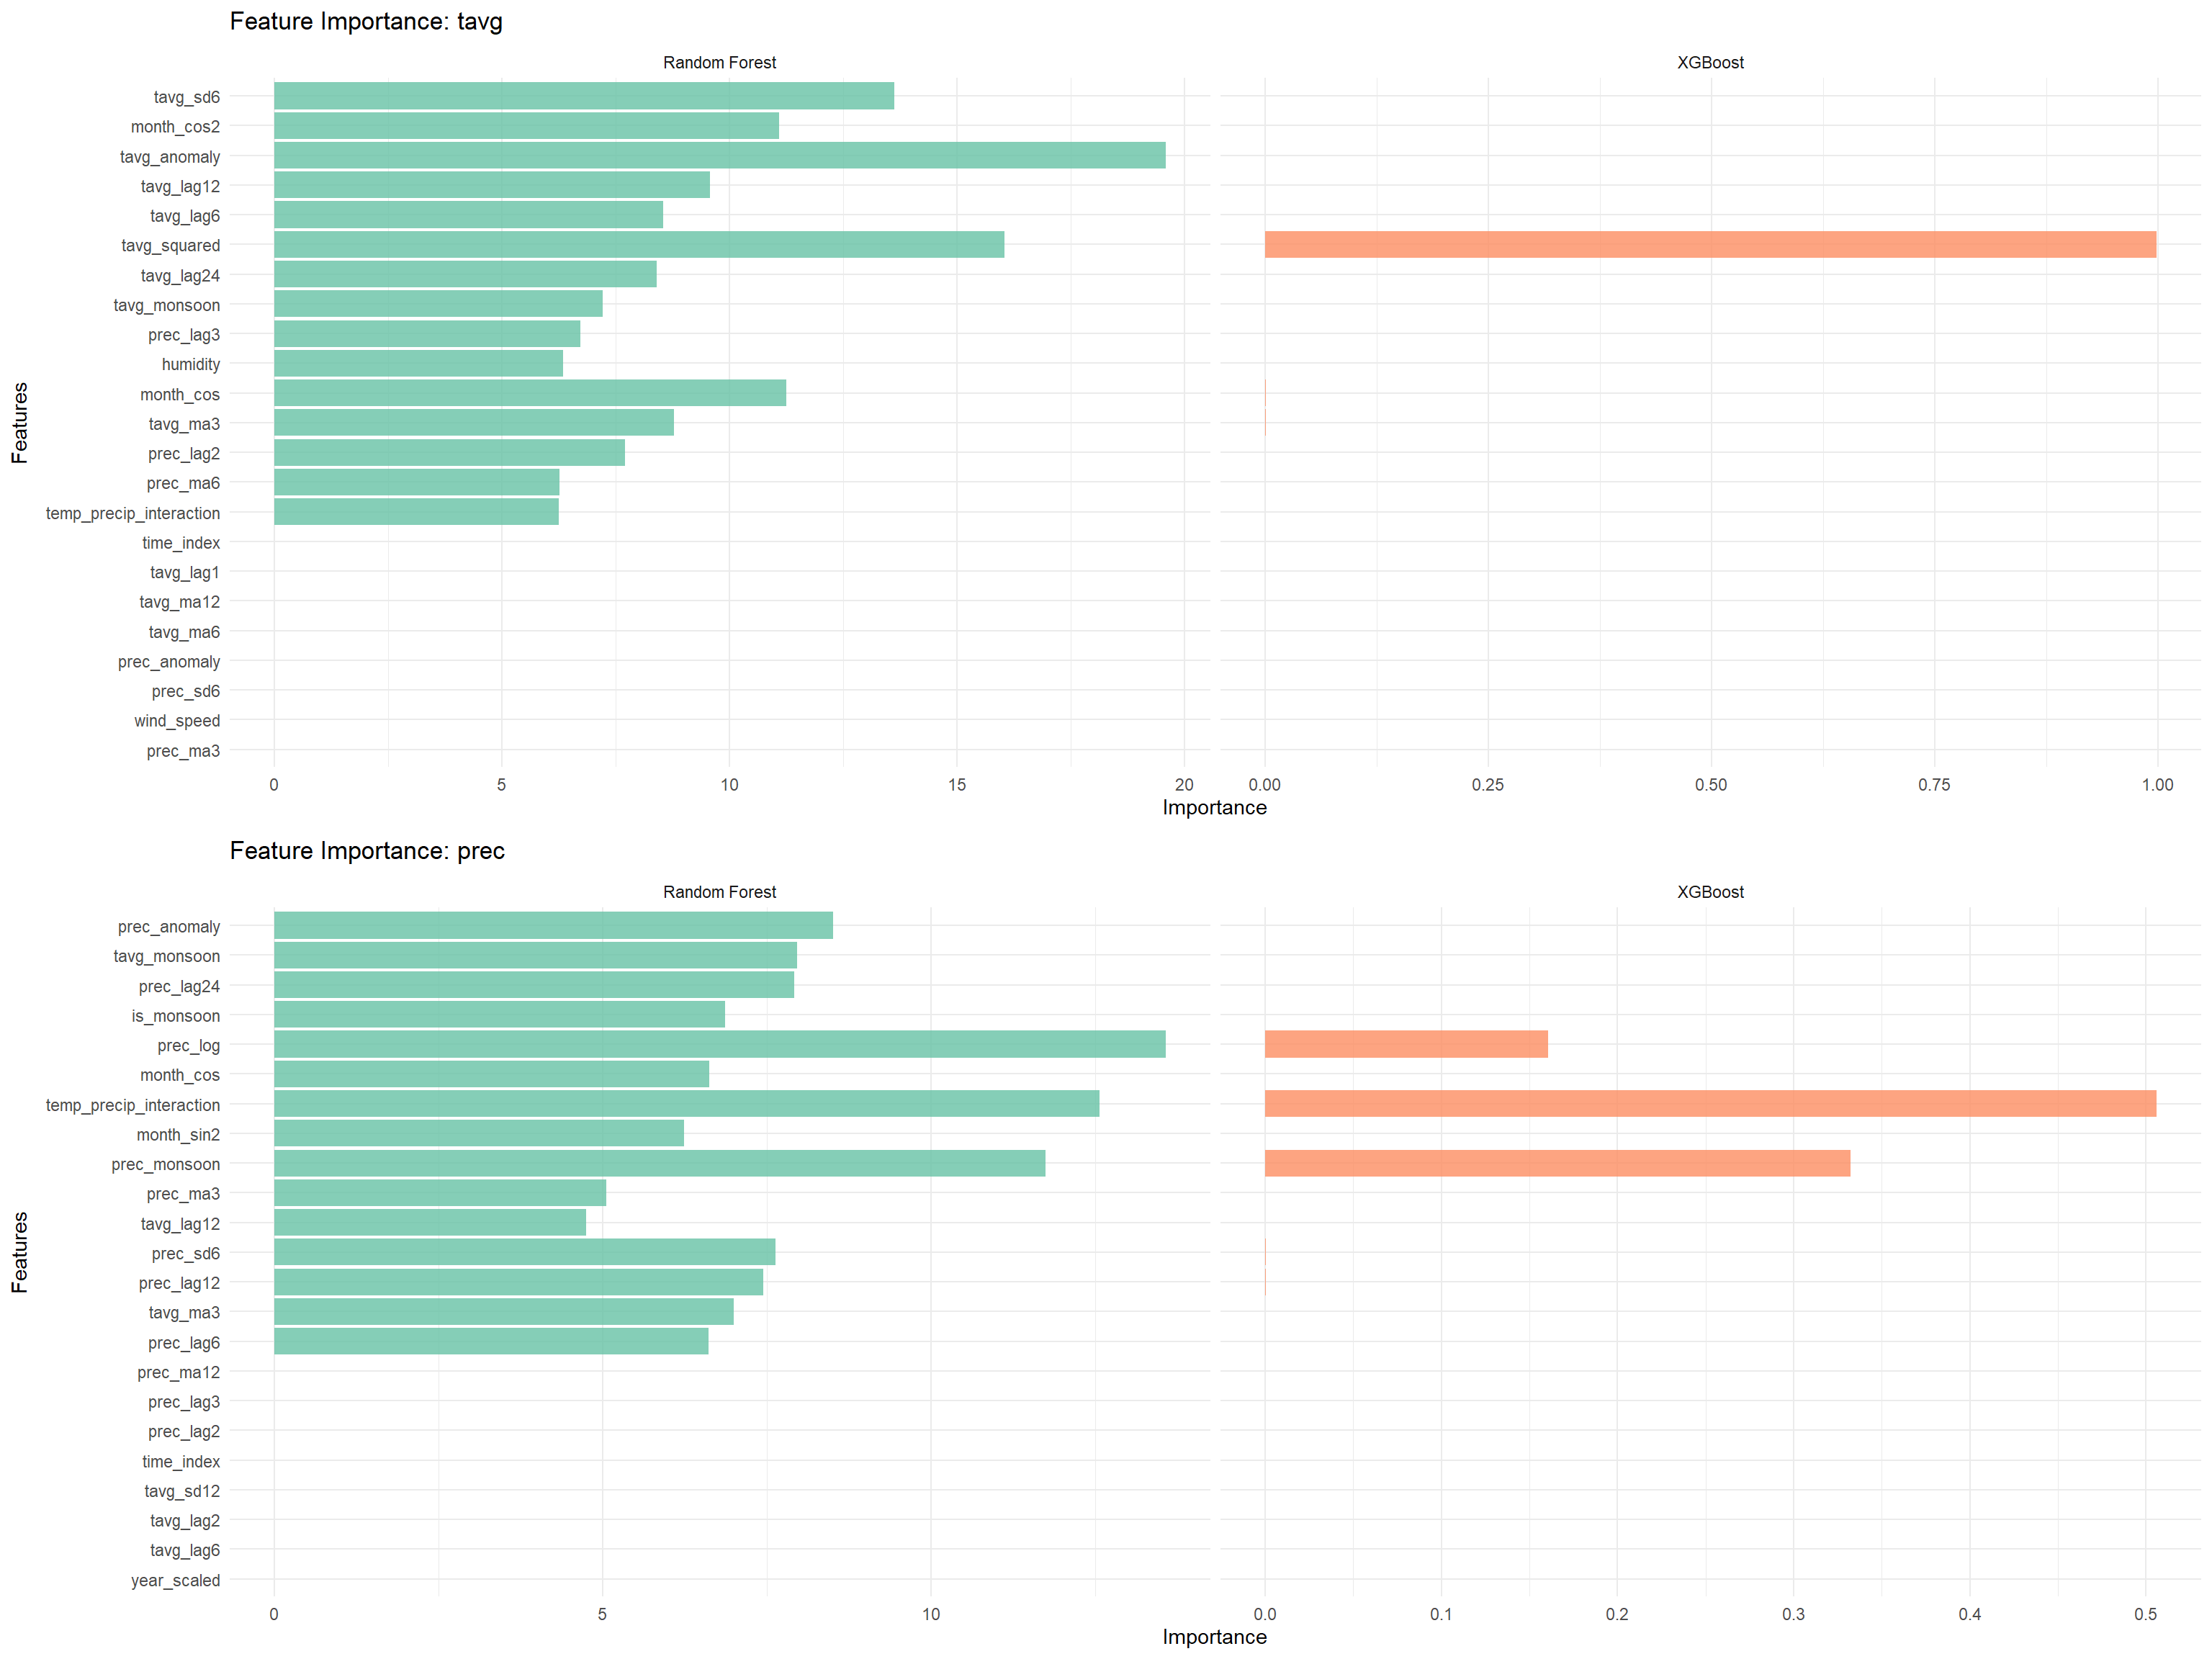 Feature Importance: tavg
Random Forest
XGBoost
Features
tavg_sd6
month_cos2
tavg_anomaly
tavg_lag12
tavg_lag6
tavg_squared
tavg_lag24
tavg_monsoon
prec_lag3
humidity
month_cos
tavg_ma3
prec_lag2
prec_ma6
temp_precip_interaction
time_index
tavg_lag1
tavg_ma12
tavg_ma6
prec_anomaly
prec_sd6
wind_speed
prec_ma3
0 5 10 15 20
0.00 0.25 0.50 0.75 1.00
Importance
Feature Importance: prec
Random Forest
XGBoost
Features
prec_anomaly
tavg_monsoon
prec_lag24
is_monsoon
prec_log
month_cos
temp_precip_interaction
month_sin2
prec_monsoon
prec_ma3
tavg_lag12
prec_sd6
prec_lag12
tavg_ma3
prec_lag6
prec_ma12
prec_lag3
prec_lag2
time_index
tavg_sd12
tavg_lag2
tavg_lag6
year_scaled
0 5 10
0.0 0.1 0.2 0.3 0.4 0.5
Importance